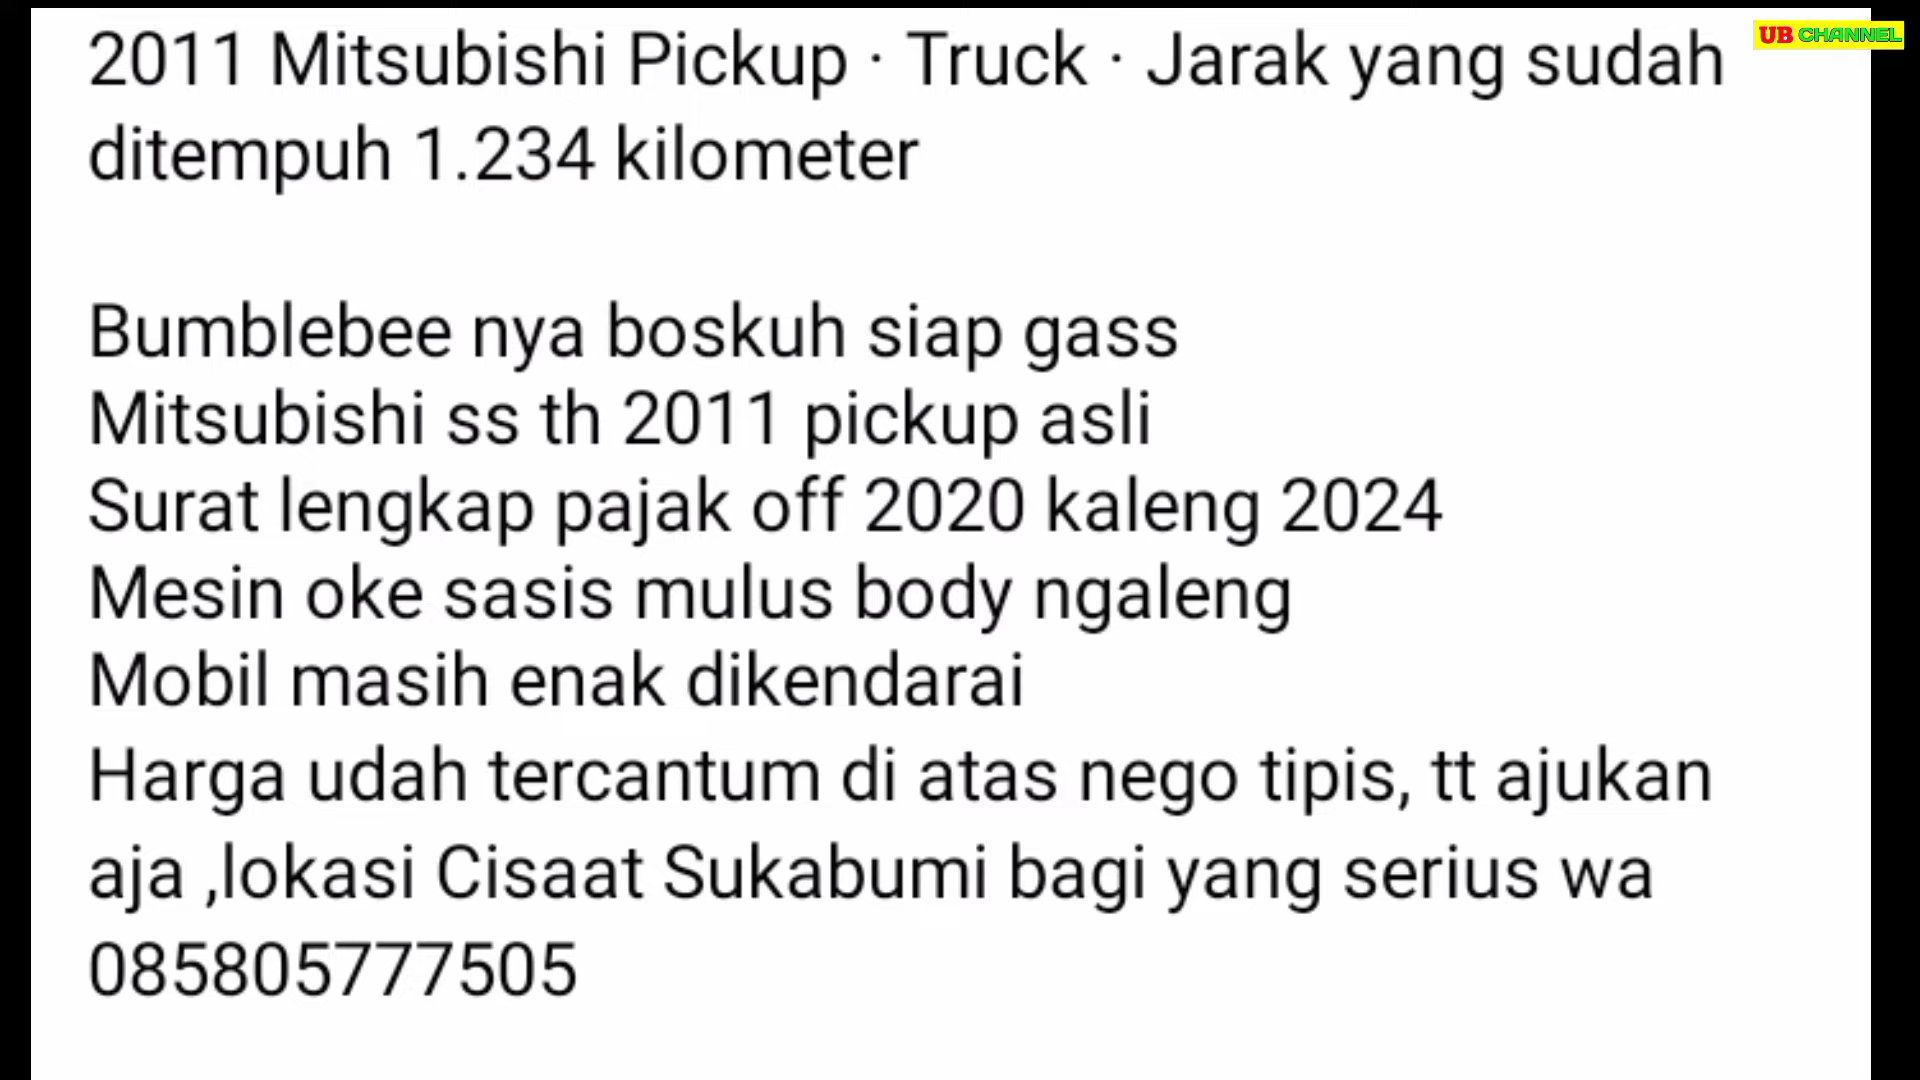 2011 Mitsubishi Pickup · Truck · Jarak yang sudah
ditempuh 1.234 kilometer
Bumblebee nya boskuh siap gass
Mitsubishi ss th 2011 pickup asli
Surat lengkap pajak off 2020 kaleng 2024
Mesin oke sasis mulus body ngaleng
Mobil masih enak dikendarai
Harga udah tercantum di atas nego tipis, tt ajukan
aja ,lokasi Cisaat Sukabumi bagi yang serius wa
085805777505
UB CHANNEL